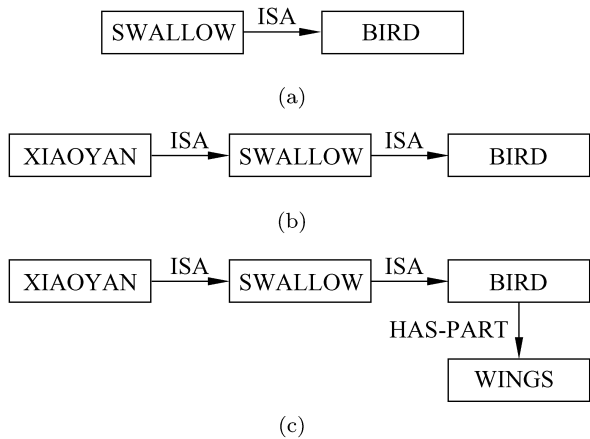 ISA
SWALLOW BIRD
(a)
ISA ISA
XIAOYAN SWALLOW BIRD
(b)
ISA ISA
XIAOYAN SWALLOW BIRD
HAS-PART
WINGS
(c)